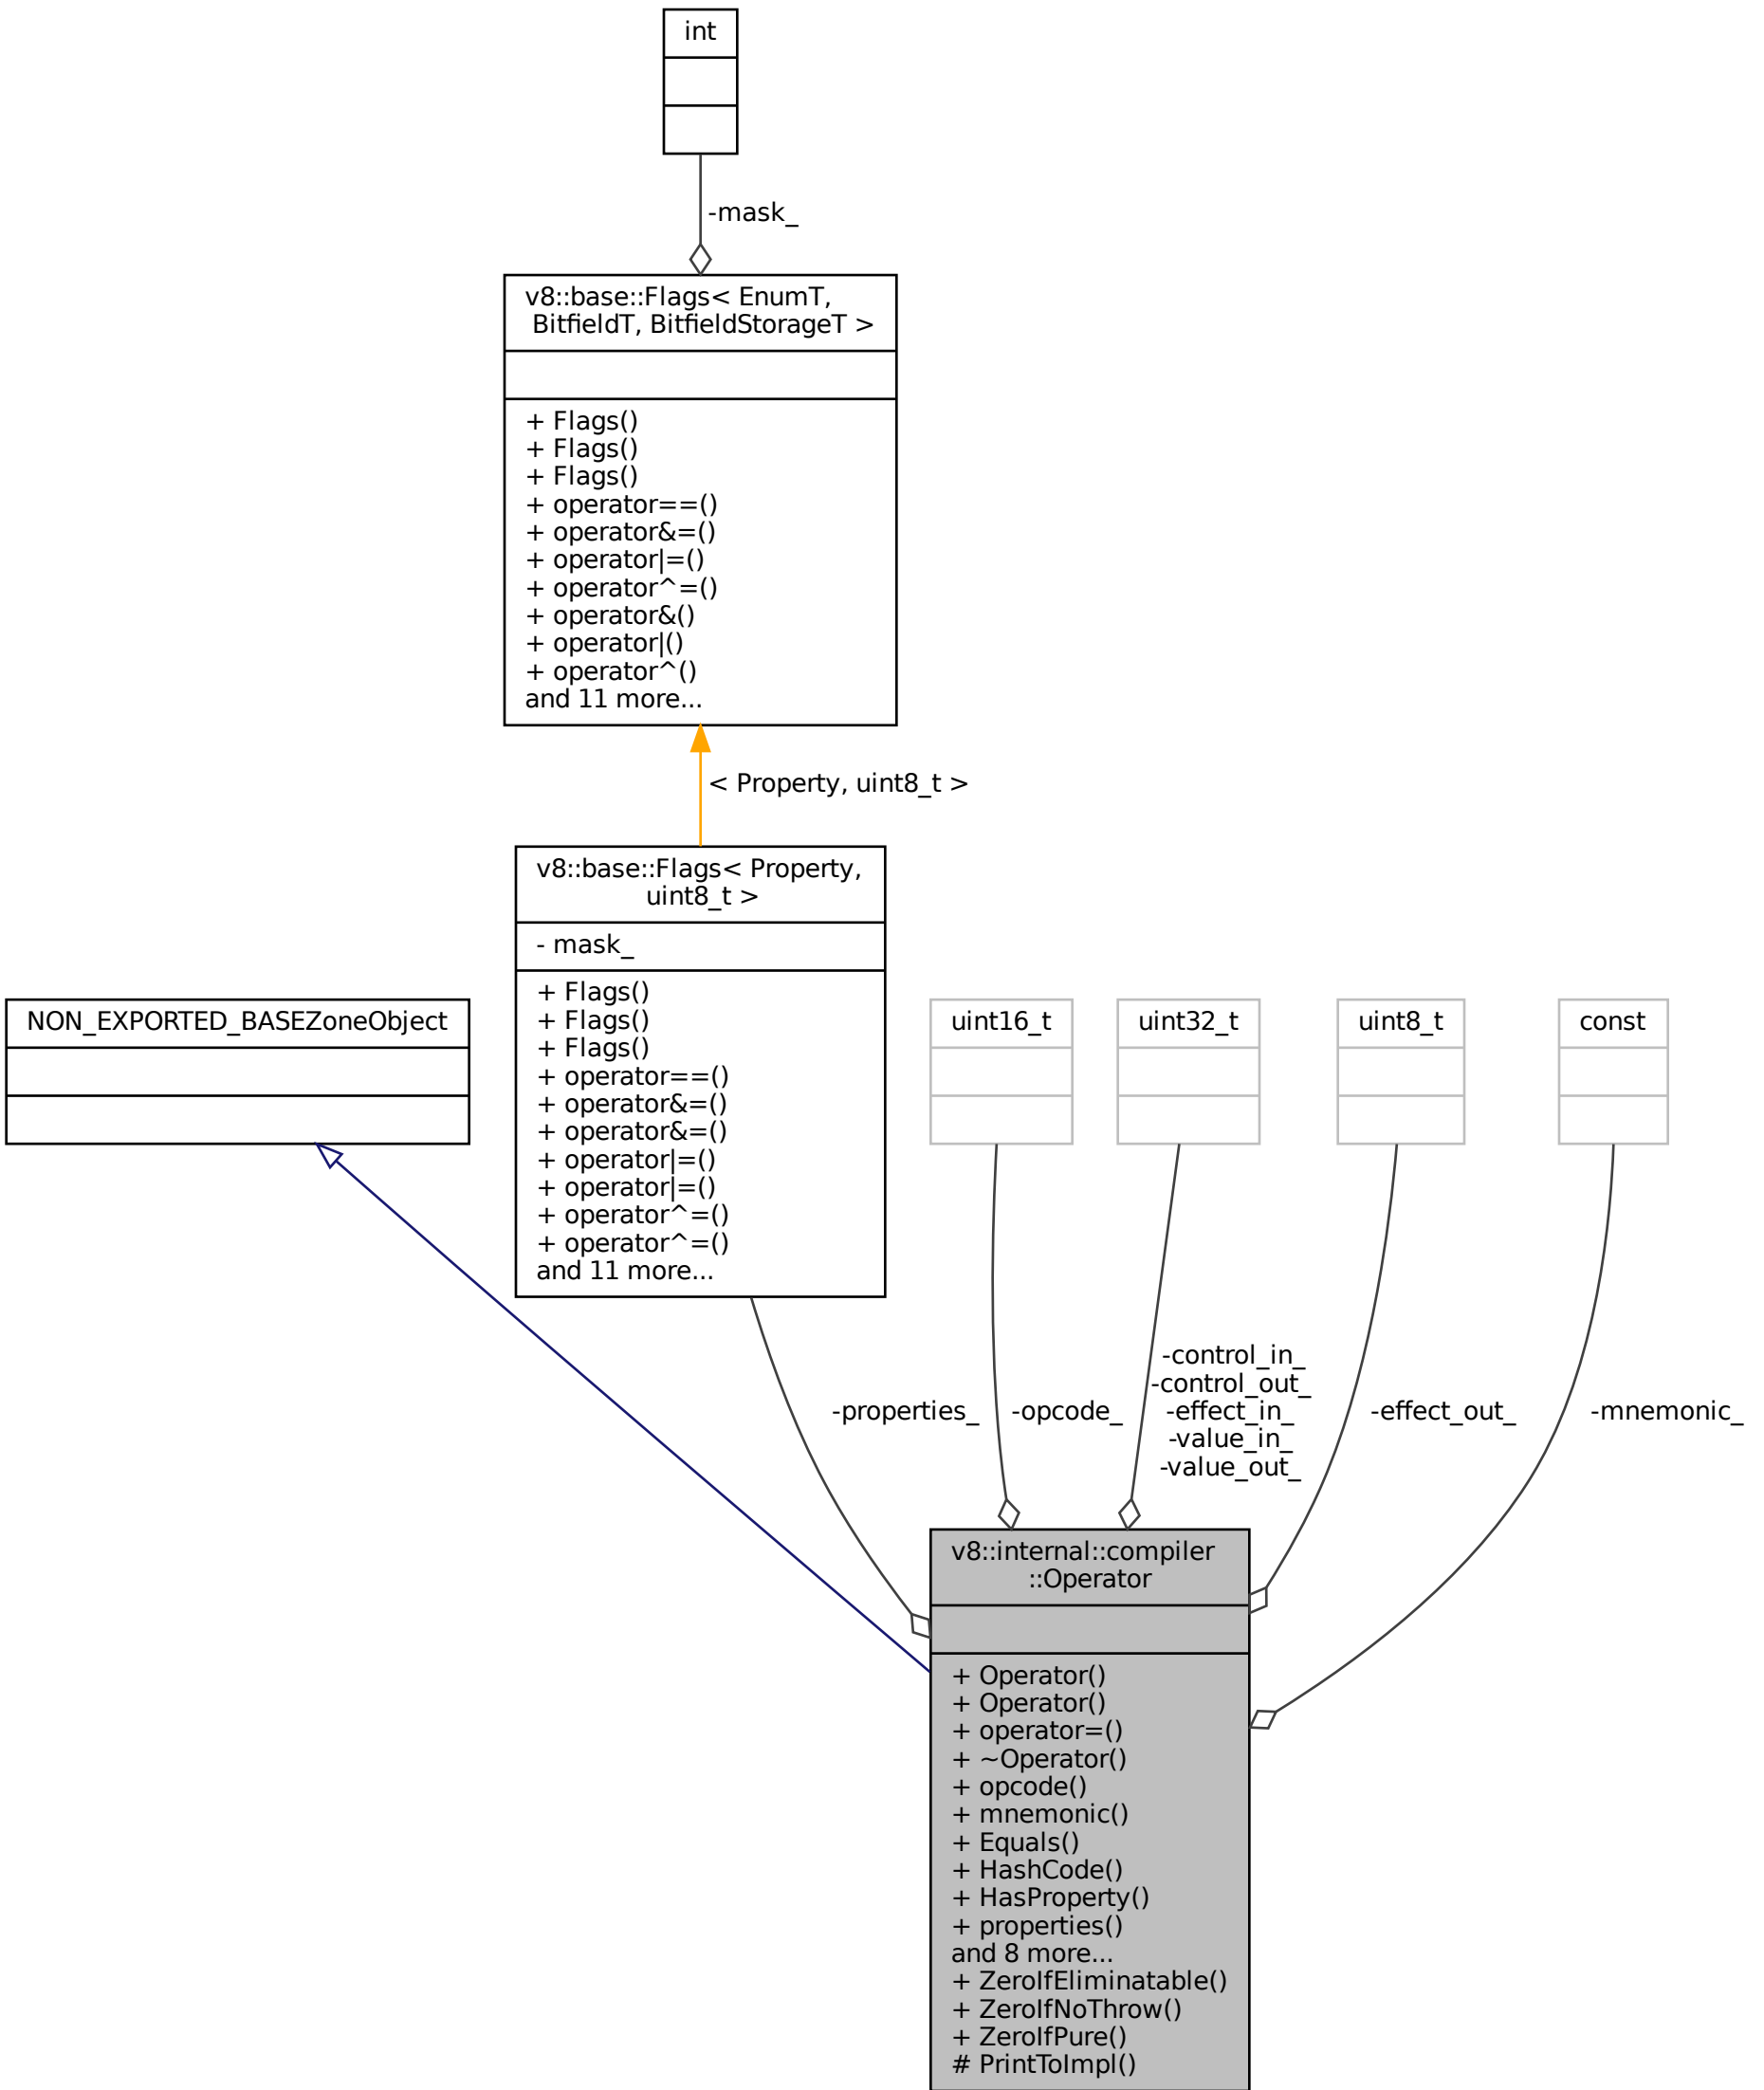 int
-mask_
v8::base::Flags< EnumT,
BitfieldT, BitfieldStorageT >
+ Flags()
+ Flags()
+ Flags()
+ operator==()
+ operator&=()
+ operator|=()
+ operator^=()
+ operator&()
+ operator|()
+ operator^()
and 11 more...
< Property, uint8_t >
v8::base::Flags< Property,
uint8_t >
- mask_
+ Flags()
+ Flags()
+ Flags()
+ operator==()
+ operator&=()
+ operator&=()
+ operator|=()
+ operator|=()
+ operator^=()
+ operator^=()
and 11 more...
NON_EXPORTED_BASEZoneObject
uint16_t
uint32_t
uint8_t
const
-properties_
-opcode_
-control_in_
-control_out_
-effect_in_
-value_in_
-value_out_
-effect_out_
-mnemonic_
v8::internal::compiler
::Operator
+ Operator()
+ Operator()
+ operator=()
+ ~Operator()
+ opcode()
+ mnemonic()
+ Equals()
+ HashCode()
+ HasProperty()
+ properties()
and 8 more...
+ ZeroIfEliminatable()
+ ZeroIfNoThrow()
+ ZeroIfPure()
# PrintToImpl()